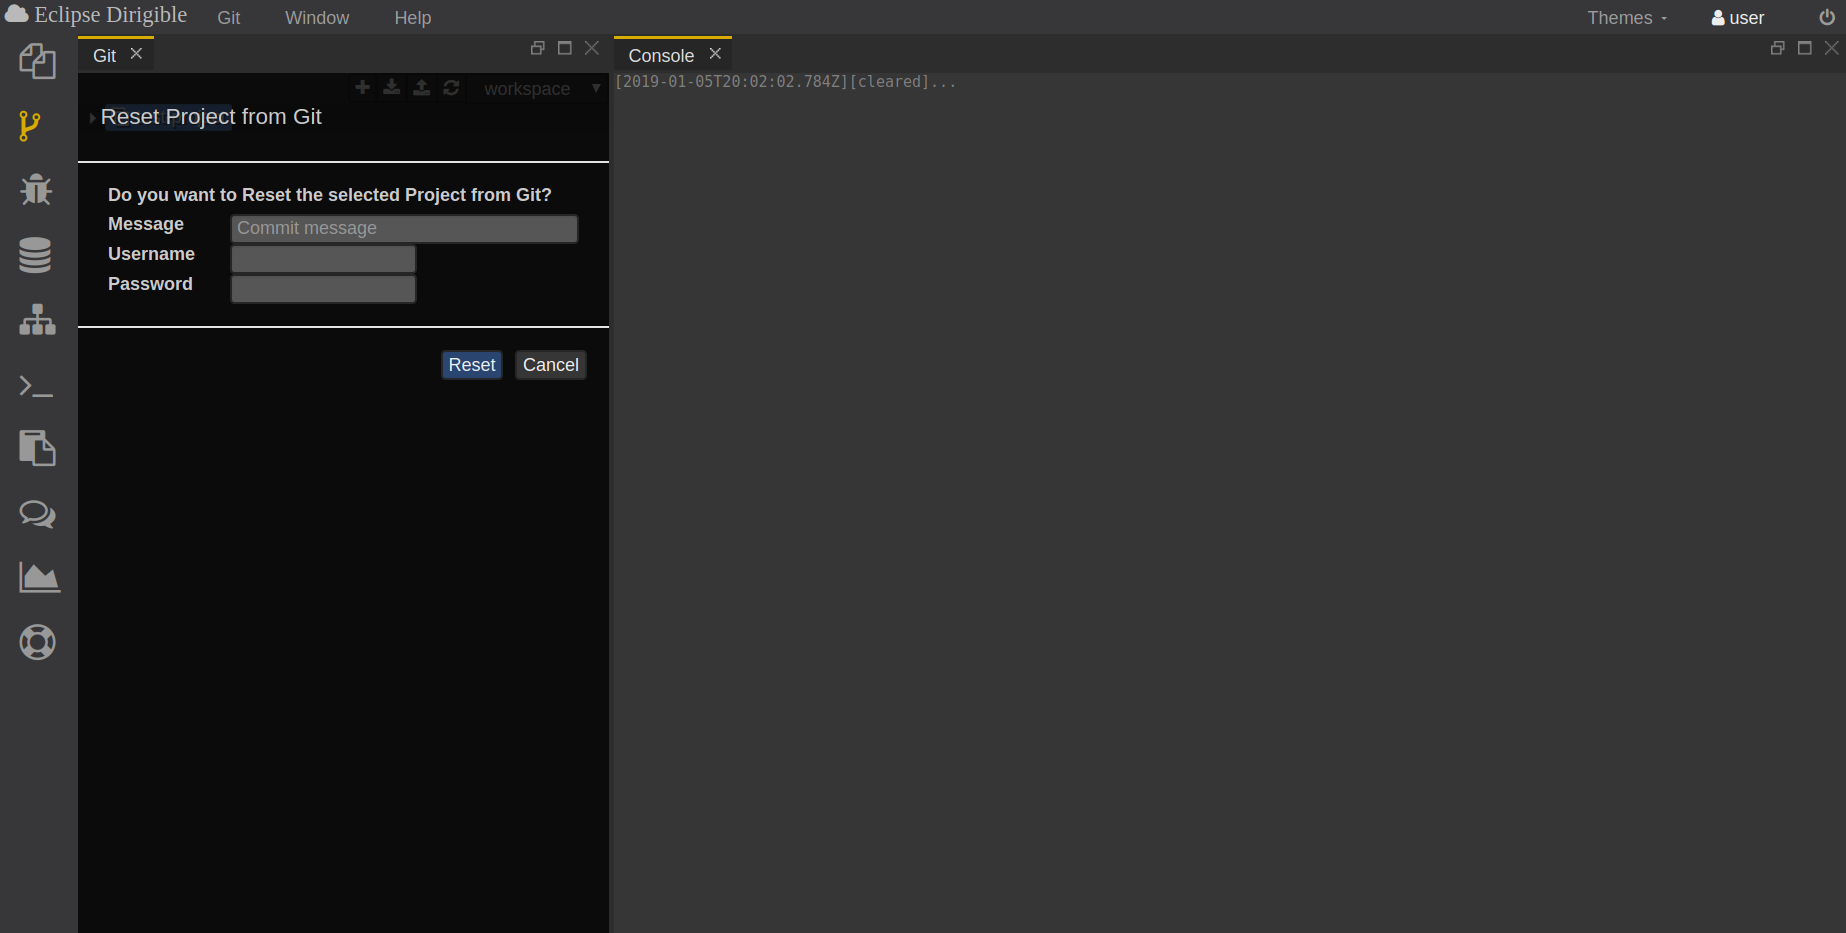 Eclipse Dirigible Git Window Help Themes user
Git Console
workspace
[2019-01-05T20:02:02.784Z][cleared]...
Reset Project from Git
Do you want to Reset the selected Project from Git?
Message Commit message
Username
Password
Reset Cancel